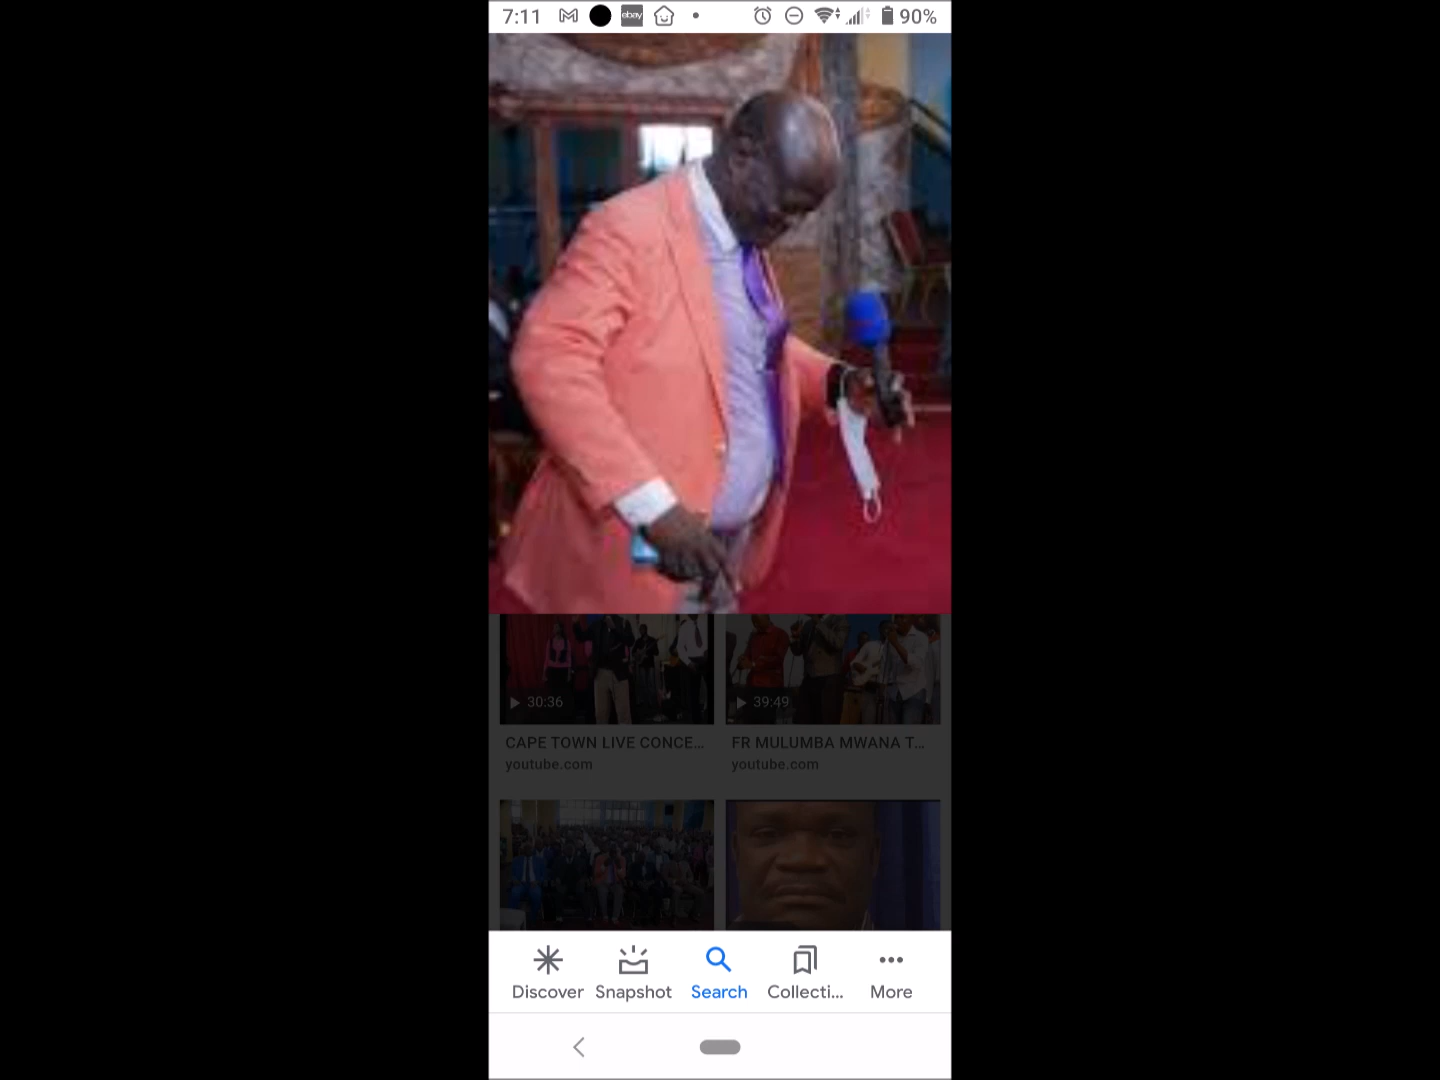 7:11
ebay
90%
30:36
39:49
CAPE TOWN LIVE CONCE...
FR MULUMBA MWANA T...
youtube.com
youtube.com
Discover
Snapshot
Search
Collecti...
More